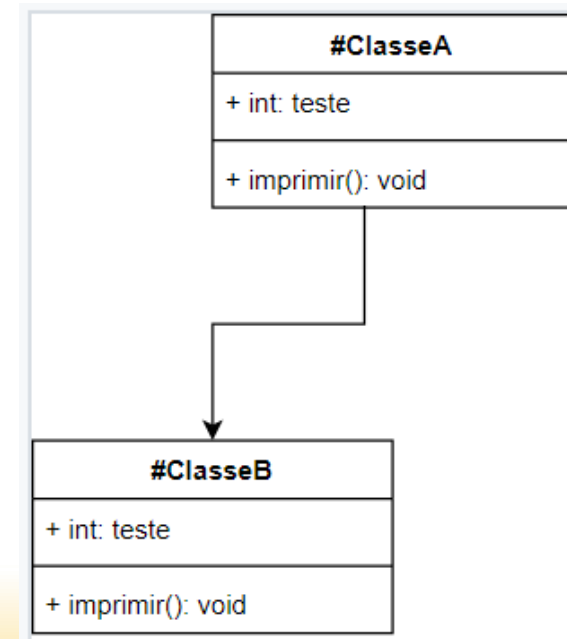 #ClasseA
+ int: teste
+ imprimir(): void
#ClasseB
+ int: teste
+ imprimir(): void